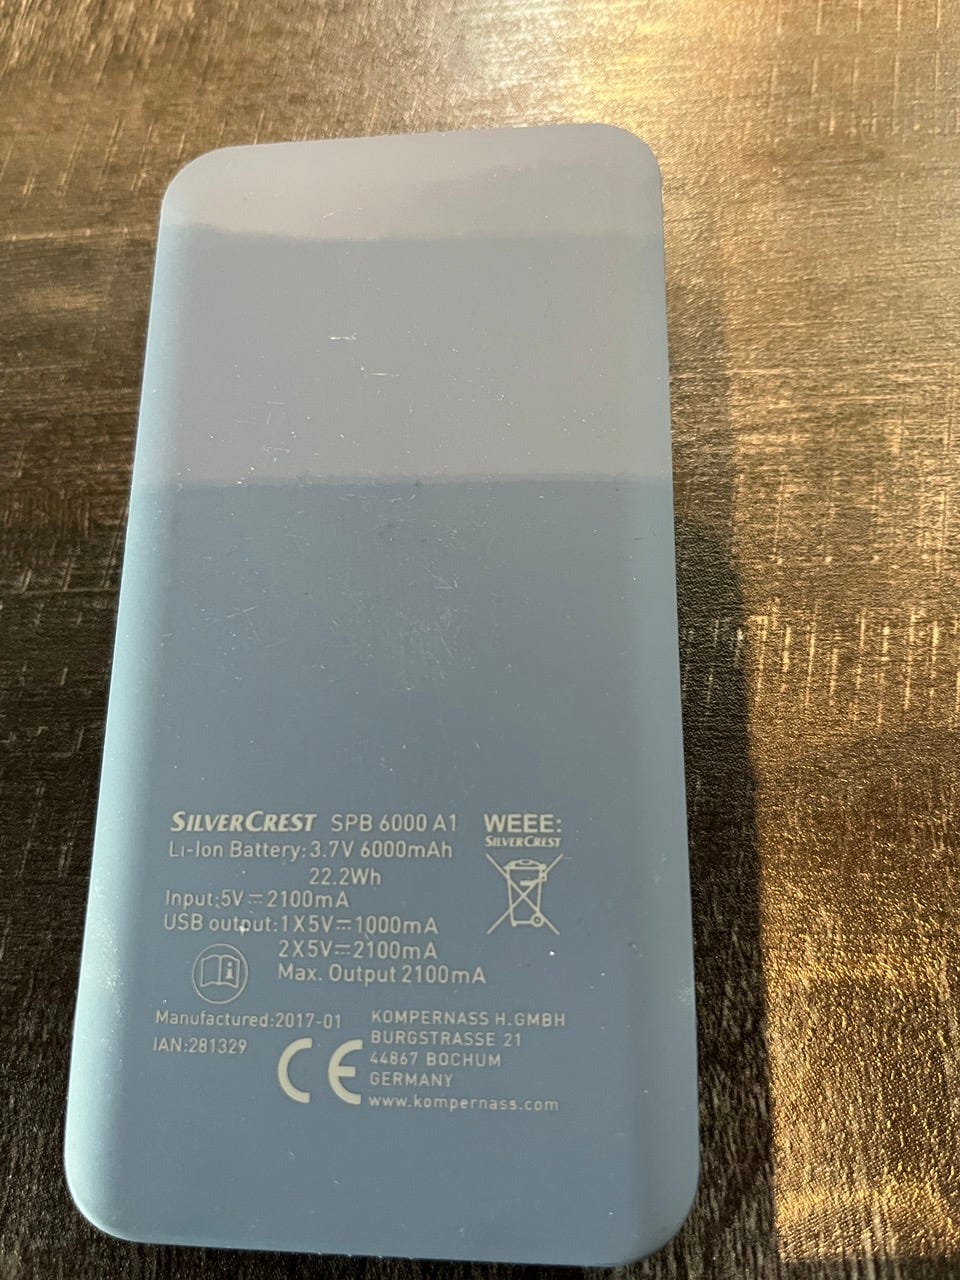 SILVERCREST SPB 6000 A1
Li-Ion Battery: 3.7V 6000mAh
22.2Wh
Input: 5V ⎓ 2100mA
USB output: 1X5V ⎓ 1000mA
2X5V ⎓ 2100mA
Max. Output 2100mA
WEEE:
SILVERCREST
i
Manufactured: 2017-01
IAN: 281329
CE
KOMPERNASS H. GMBH
BURGSTRASSE 21
44867 BOCHUM
GERMANY
www.kompernass.com